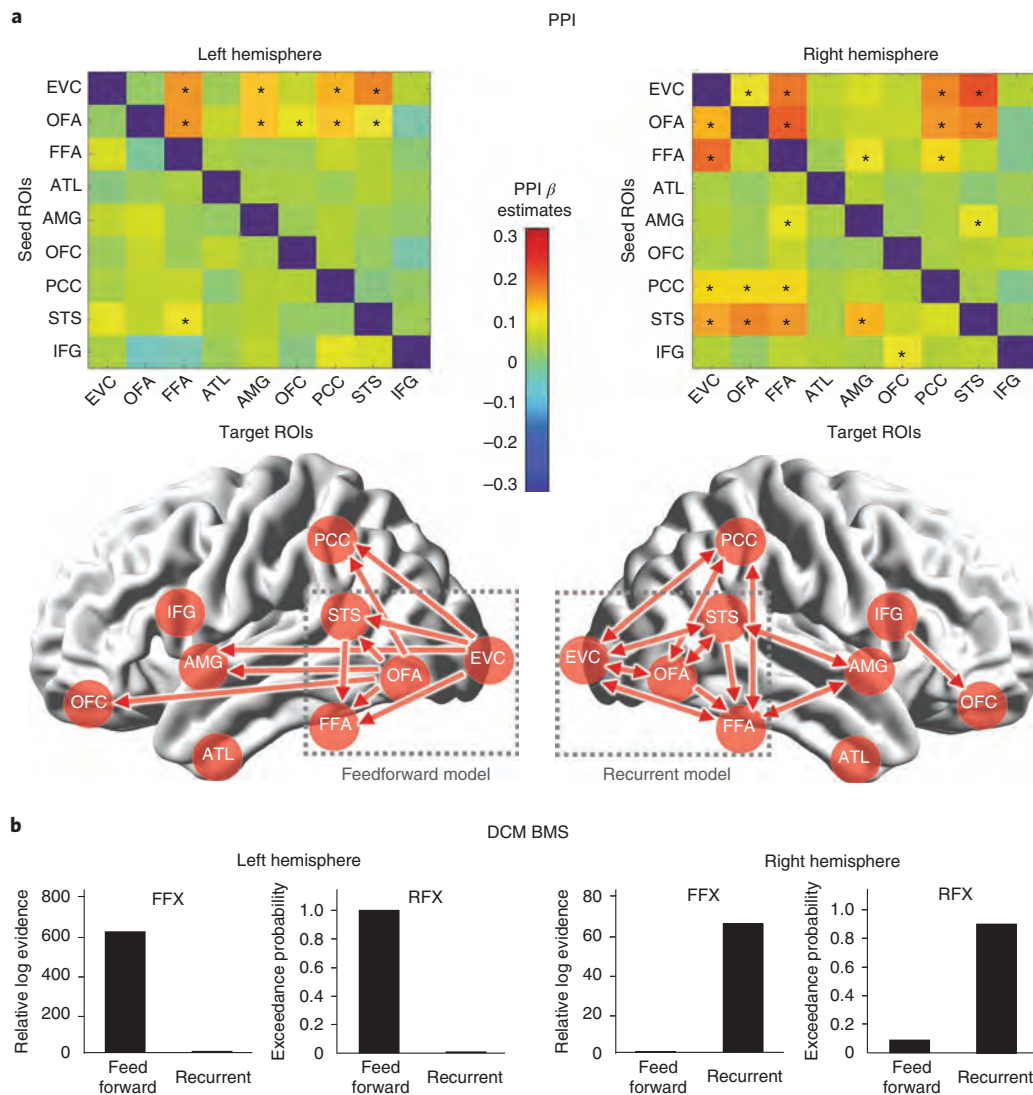 a
PPI
Left hemisphere
Right hemisphere
EVC
OFA
FFA
ATL
AMG
OFC
PCC
STS
IFG
Seed ROIs
* * * *
* * * * *
*
EVC OFA FFA ATL AMG OFC PCC STS IFG
Target ROIs
PPI β
estimates
0.3
0.2
0.1
0
–0.1
–0.2
–0.3
EVC
OFA
FFA
ATL
AMG
OFC
PCC
STS
IFG
Seed ROIs
* * * *
* * * *
* * *
* *
* * *
* * * *
*
EVC OFA FFA ATL AMG OFC PCC STS IFG
Target ROIs
PCC
IFG
STS
AMG
EVC
OFA
OFC
FFA
ATL
Feedforward model
PCC
STS
IFG
EVC
OFA
AMG
OFC
FFA
ATL
Recurrent model
b
DCM BMS
Left hemisphere
Right hemisphere
FFX
Relative log evidence
800
600
400
200
0
Feed
forward
Recurrent
RFX
Exceedance probability
1.0
0.8
0.6
0.4
0.2
0
Feed
forward
Recurrent
FFX
Relative log evidence
80
60
40
20
0
Feed
forward
Recurrent
RFX
Exceedance probability
1.0
0.8
0.6
0.4
0.2
0
Feed
forward
Recurrent